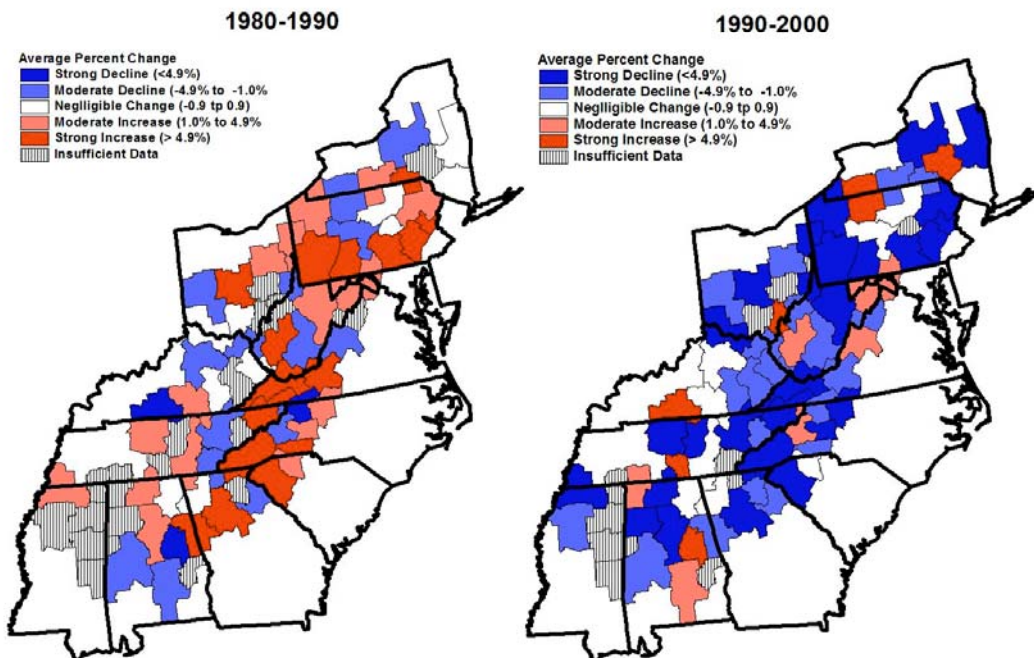 1980-1990
Average Percent Change
Strong Decline (<4.9%)
Moderate Decline (-4.9% to -1.0%
Neglligible Change (-0.9 tp 0.9)
Moderate Increase (1.0% to 4.9%
Strong Increase (> 4.9%)
Insufficient Data
1990-2000
Average Percent Change
Strong Decline (<4.9%)
Moderate Decline (-4.9% to -1.0%
Neglligible Change (-0.9 tp 0.9)
Moderate Increase (1.0% to 4.9%
Strong Increase (> 4.9%)
Insufficient Data